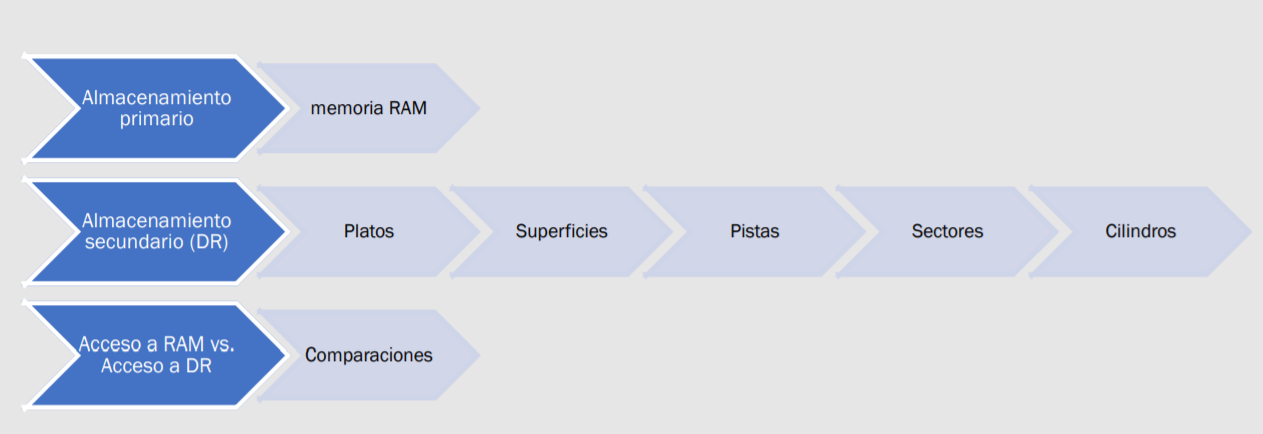 Almacenamiento
primario
memoria RAM
Almacenamiento
secundario (DR)
Platos
Superficies
Pistas
Sectores
Cilindros
Acceso a RAM vs.
Acceso a DR
Comparaciones